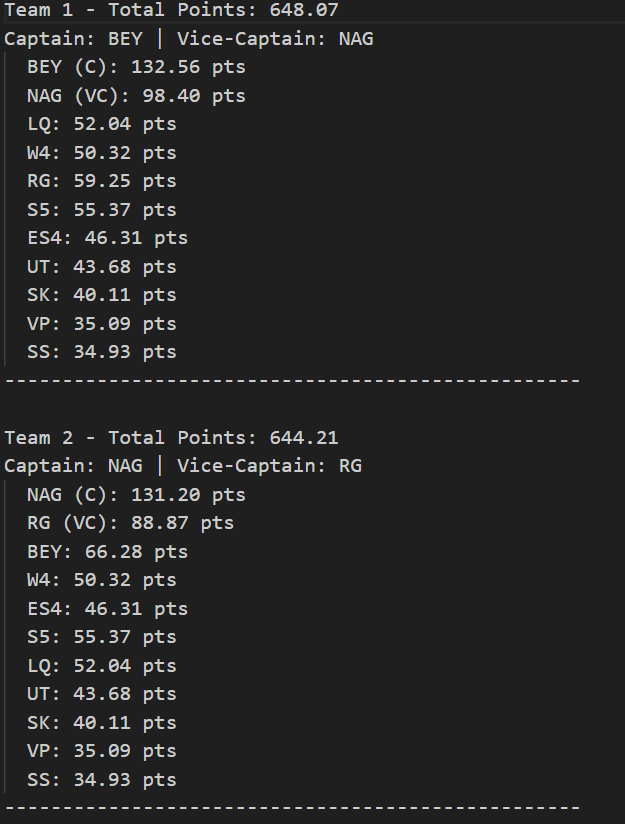 Team 1 - Total Points: 648.07
Captain: BEY | Vice-Captain: NAG
BEY (C): 132.56 pts
NAG (VC): 98.40 pts
LQ: 52.04 pts
W4: 50.32 pts
RG: 59.25 pts
S5: 55.37 pts
ES4: 46.31 pts
UT: 43.68 pts
SK: 40.11 pts
VP: 35.09 pts
SS: 34.93 pts
--------------------------------------------------
Team 2 - Total Points: 644.21
Captain: NAG | Vice-Captain: RG
NAG (C): 131.20 pts
RG (VC): 88.87 pts
BEY: 66.28 pts
W4: 50.32 pts
ES4: 46.31 pts
S5: 55.37 pts
LQ: 52.04 pts
UT: 43.68 pts
SK: 40.11 pts
VP: 35.09 pts
SS: 34.93 pts
--------------------------------------------------